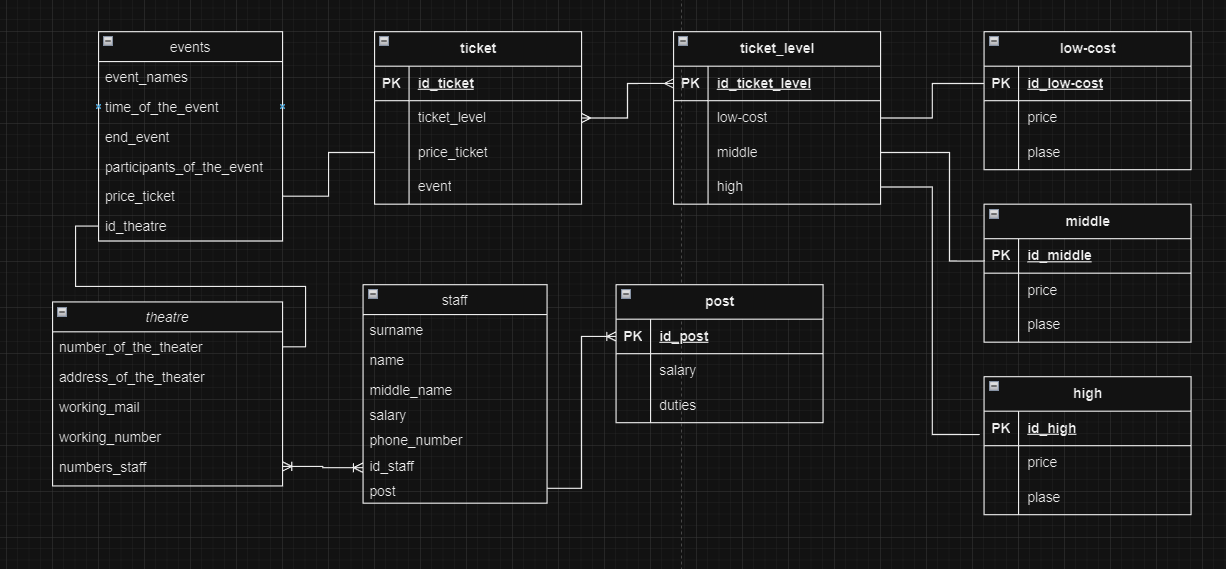 events
event_names
time_of_the_event
end_event
participants_of_the_event
price_ticket
id_theatre
ticket
PK id_ticket
ticket_level
price_ticket
event
ticket_level
PK id_ticket_level
low-cost
middle
high
low-cost
PK id_low-cost
price
plase
middle
PK id_middle
price
plase
high
PK id_high
price
plase
theatre
number_of_the_theater
address_of_the_theater
working_mail
working_number
numbers_staff
staff
surname
name
middle_name
salary
phone_number
id_staff
post
post
PK id_post
salary
duties